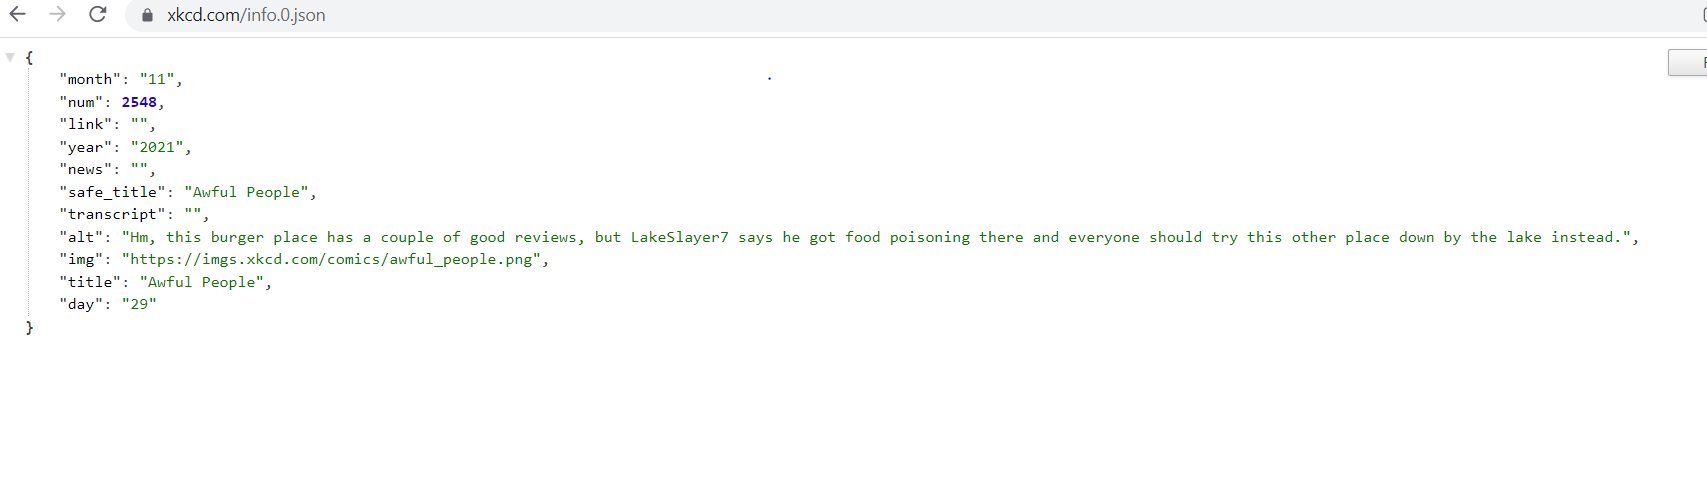 xkcd.com/info.0.json
{
"month": "11",
"num": 2548,
"link": "",
"year": "2021",
"news": "",
"safe_title": "Awful People",
"transcript": "",
"alt": "Hm, this burger place has a couple of good reviews, but LakeSlayer7 says he got food poisoning there and everyone should try this other place down by the lake instead.",
"img": "https://imgs.xkcd.com/comics/awful_people.png",
"title": "Awful People",
"day": "29"
}